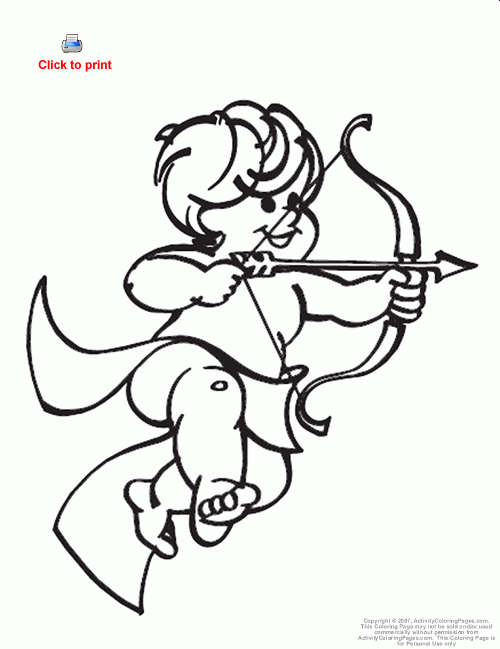 Click to print
Copyright © 2007, ActivityColoringPages.com.
This Coloring Page may not be sold and/or used
commercially without permission from
ActivityColoringPages.com. This Coloring Page is
for Personal Use only